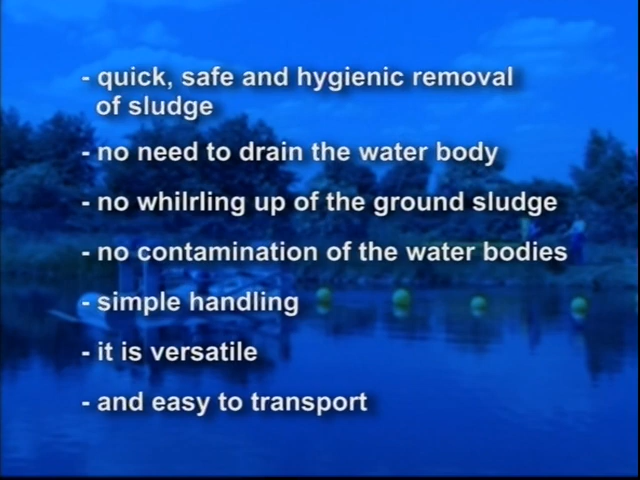 - quick, safe and hygienic removal
of sludge
- no need to drain the water body
- no whilrling up of the ground sludge
- no contamination of the water bodies
- simple handling
- it is versatile
- and easy to transport